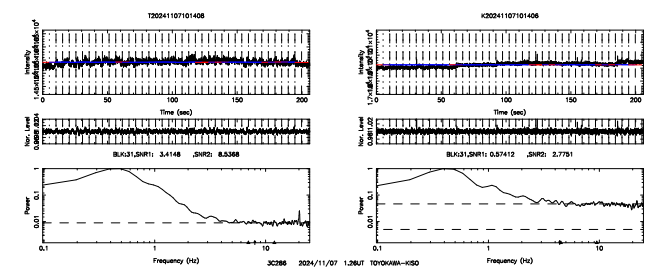 T20241107101406
K20241107101406
Intensity
Intensity
0
50
100
150
200
0
50
100
150
200
Time (sec)
Time (sec)
Nor. Level
Nor. Level
BLK:31,SNR1: 3.4148 ,SNR2: 8.5368
BLK:31,SNR1: 0.57412 ,SNR2: 2.7751
Power
Power
1
0.1
0.01
1
0.1
0.01
0.1
1
10
0.1
1
10
Frequency (Hz)
Frequency (Hz)
3C286 2024/11/07 1.26UT TOYOKAWA-KISO